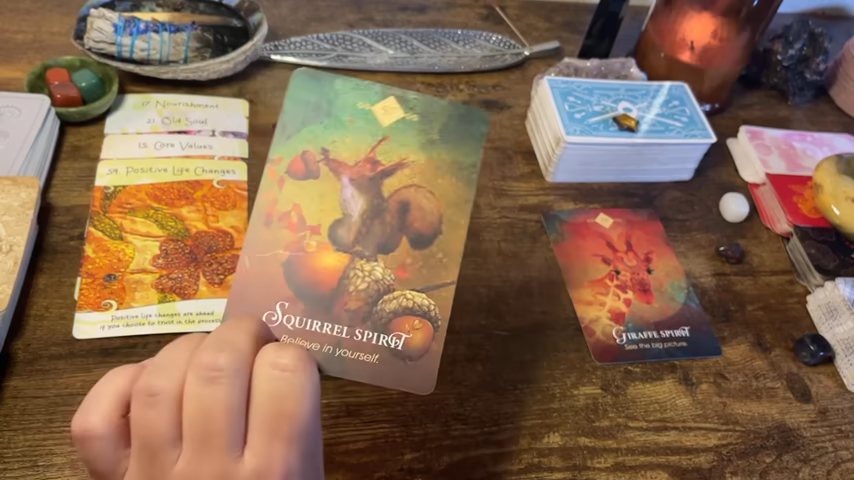 17 Nourishment
21 Old Soul
15 Core Values
54 Positive Life Changes
Positive life changes are ahead
if you choose to trust in the process.
SQUIRREL SPIRIT
Believe in yourself.
GIRAFFE SPIRIT
See the big picture.